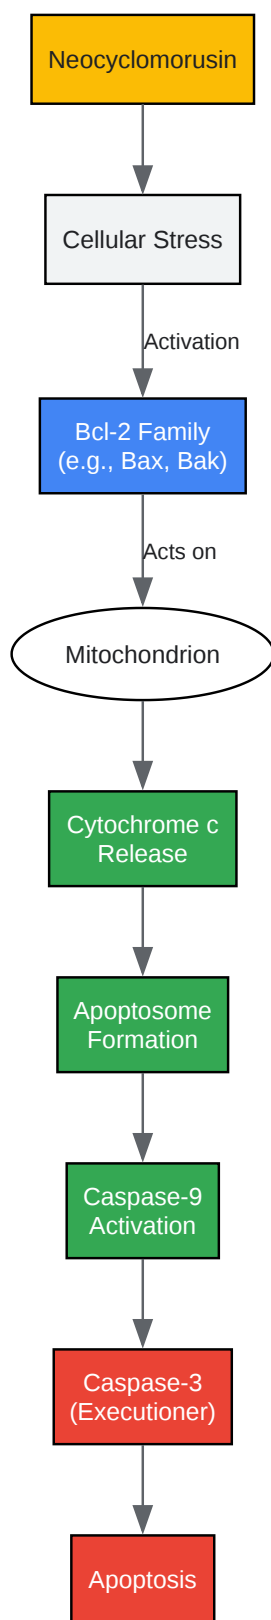 Neocyclomorusin
Cellular Stress
Activation
Bcl-2 Family
(e.g., Bax, Bak)
Acts on
Mitochondrion
Cytochrome c
Release
Apoptosome
Formation
Caspase-9
Activation
Caspase-3
(Executioner)
Apoptosis